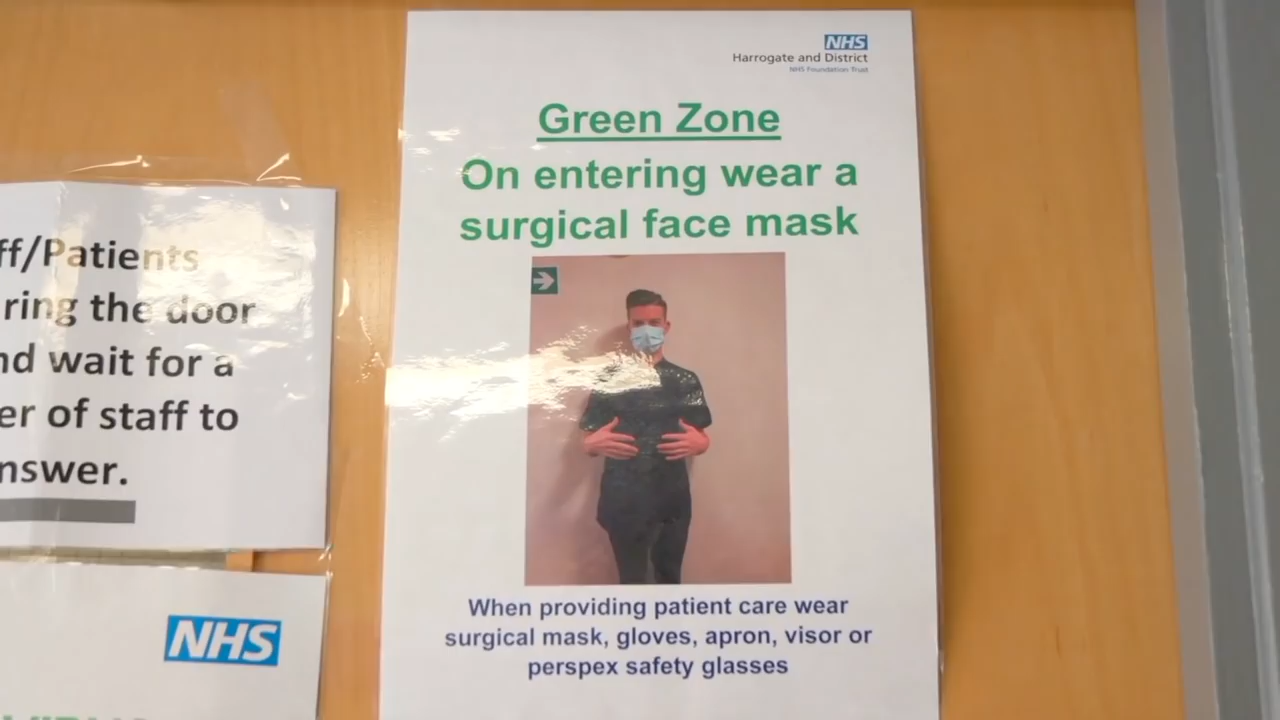 NHS
Harrogate and District
NHS Foundation Trust
Green Zone
On entering wear a
surgical face mask
When providing patient care wear
surgical mask, gloves, apron, visor or
perspex safety glasses
ff/Patients
ring the door
nd wait for a
er of staff to
nswer.
NHS